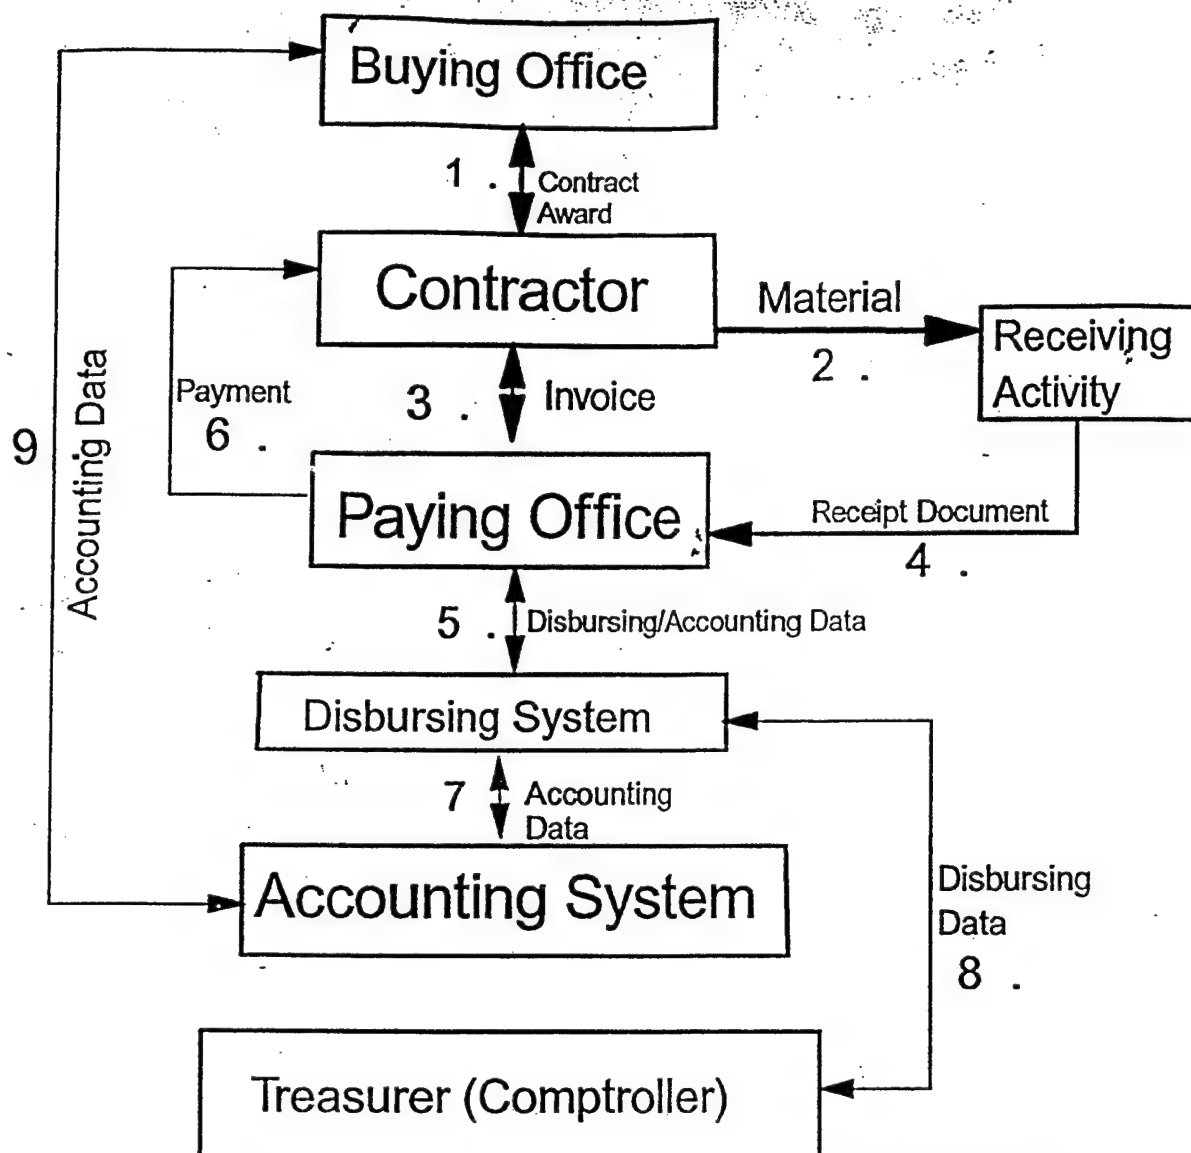 Buying Office
1 .
Contract
Award
Contractor
Material
2 .
Receiving
Activity
Payment
6 .
3 .
Invoice
9
Accounting Data
Paying Office
Receipt Document
4 .
5 .
Disbursing/Accounting Data
Disbursing System
7
Accounting
Data
Accounting System
Disbursing
Data
8 .
Treasurer (Comptroller)